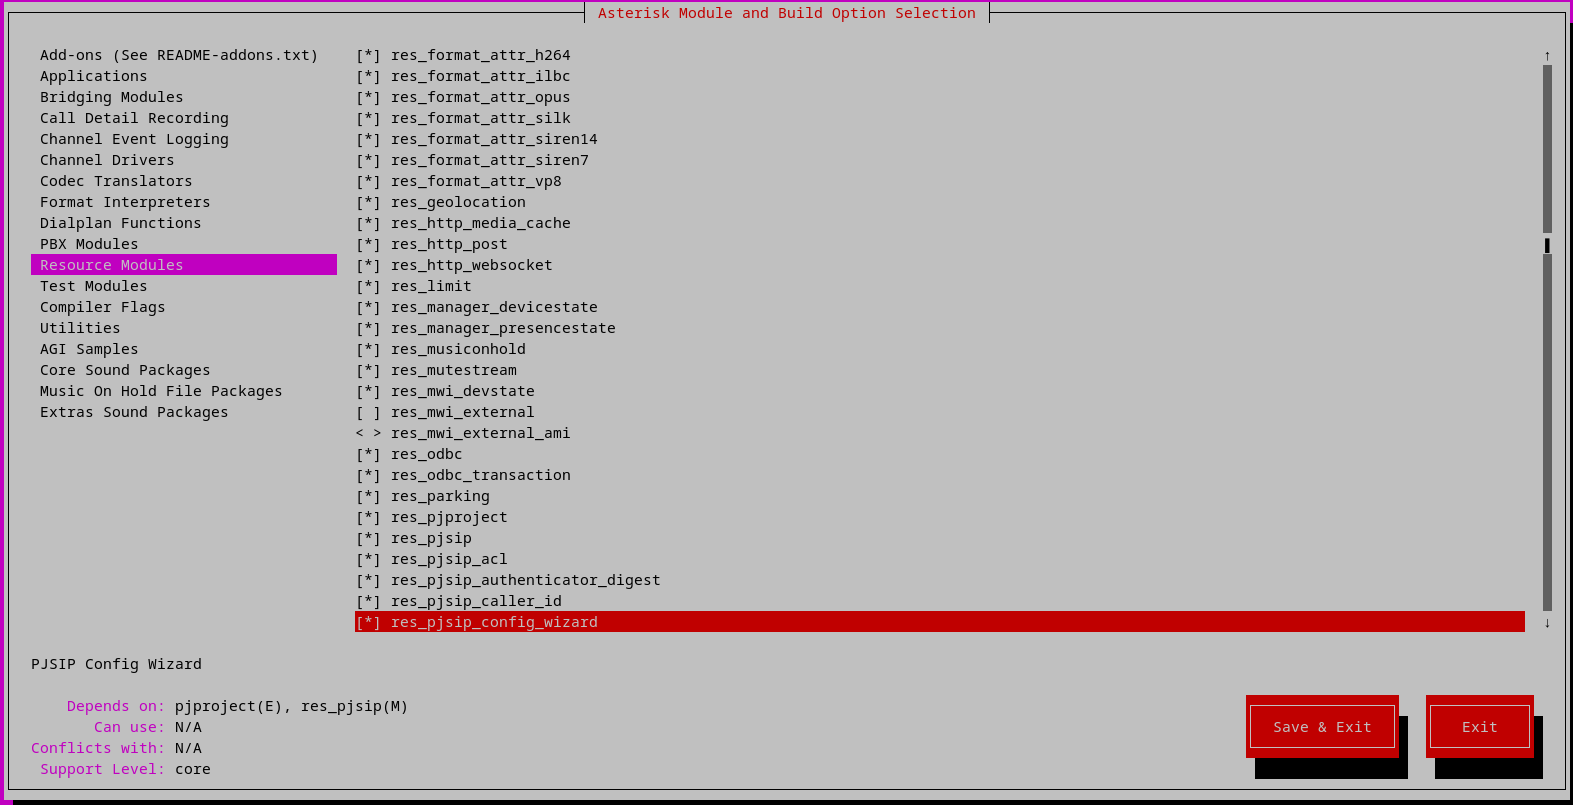 Asterisk Module and Build Option Selection
Add-ons (See README-addons.txt)
Applications
Bridging Modules
Call Detail Recording
Channel Event Logging
Channel Drivers
Codec Translators
Format Interpreters
Dialplan Functions
PBX Modules
Resource Modules
Test Modules
Compiler Flags
Utilities
AGI Samples
Core Sound Packages
Music On Hold File Packages
Extras Sound Packages
[*] res_format_attr_h264
[*] res_format_attr_ilbc
[*] res_format_attr_opus
[*] res_format_attr_silk
[*] res_format_attr_siren14
[*] res_format_attr_siren7
[*] res_format_attr_vp8
[*] res_geolocation
[*] res_http_media_cache
[*] res_http_post
[*] res_http_websocket
[*] res_limit
[*] res_manager_devicestate
[*] res_manager_presencestate
[*] res_musiconhold
[*] res_mutestream
[*] res_mwi_devstate
[ ] res_mwi_external
< > res_mwi_external_ami
[*] res_odbc
[*] res_odbc_transaction
[*] res_parking
[*] res_pjproject
[*] res_pjsip
[*] res_pjsip_acl
[*] res_pjsip_authenticator_digest
[*] res_pjsip_caller_id
[*] res_pjsip_config_wizard
↑
↓
PJSIP Config Wizard
Depends on: pjproject(E), res_pjsip(M)
Can use: N/A
Conflicts with: N/A
Support Level: core
Save & Exit
Exit